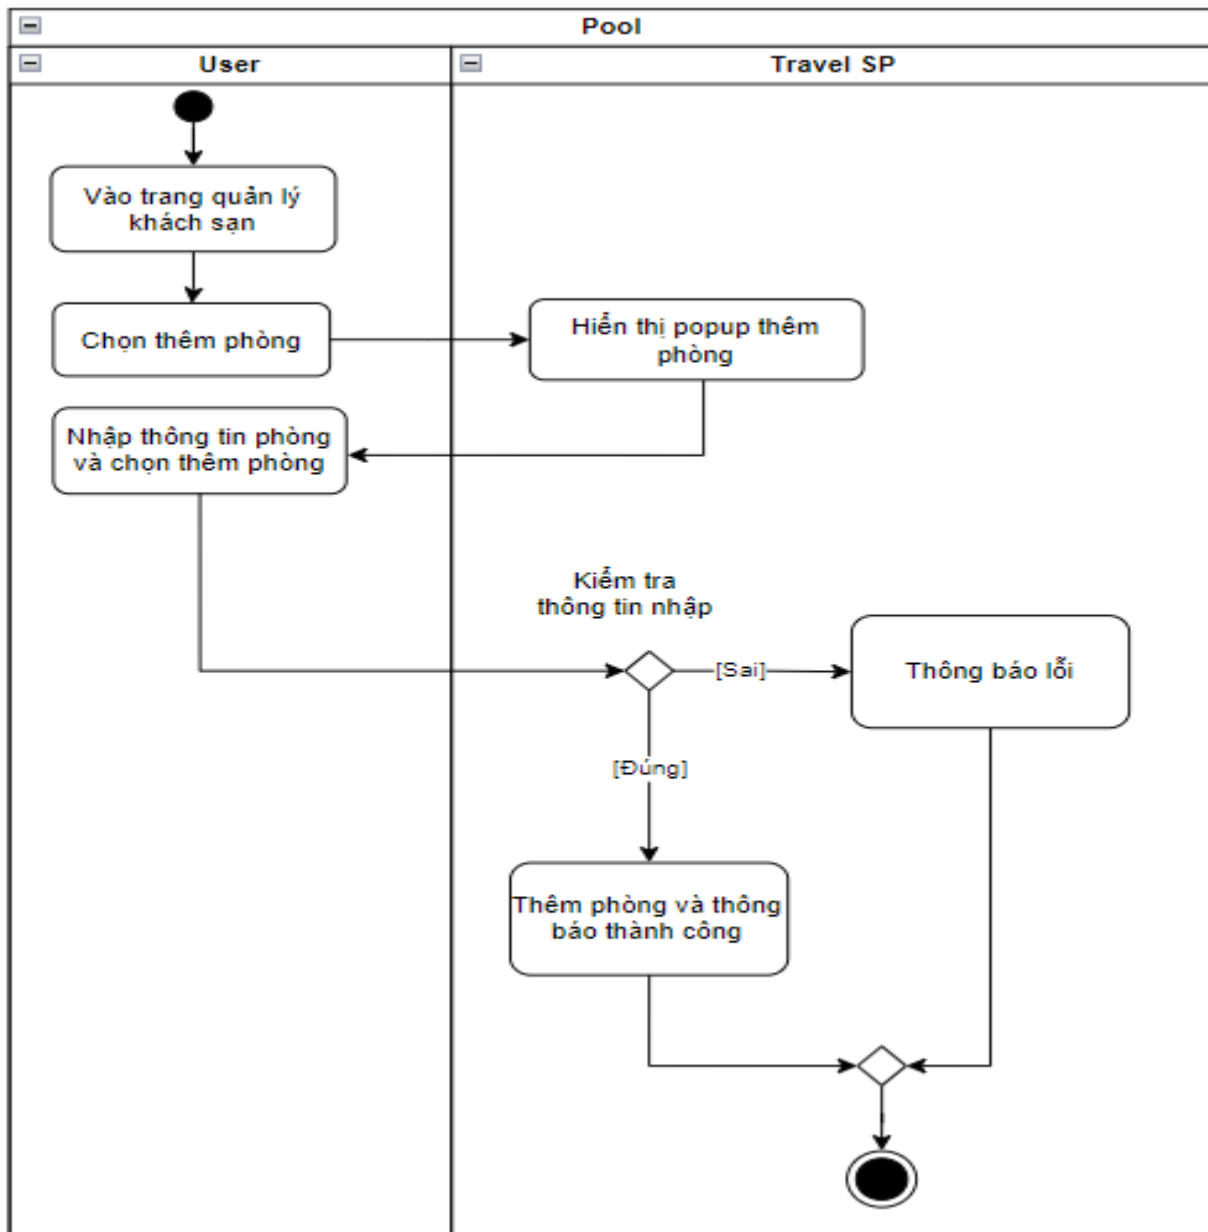 Pool
User
Travel SP
Vào trang quản lý
khách sạn
Chọn thêm phòng
Hiển thị popup thêm
phòng
Nhập thông tin phòng
và chọn thêm phòng
Kiểm tra
thông tin nhập
[Sai]
Thông báo lỗi
[Đúng]
Thêm phòng và thông
báo thành công